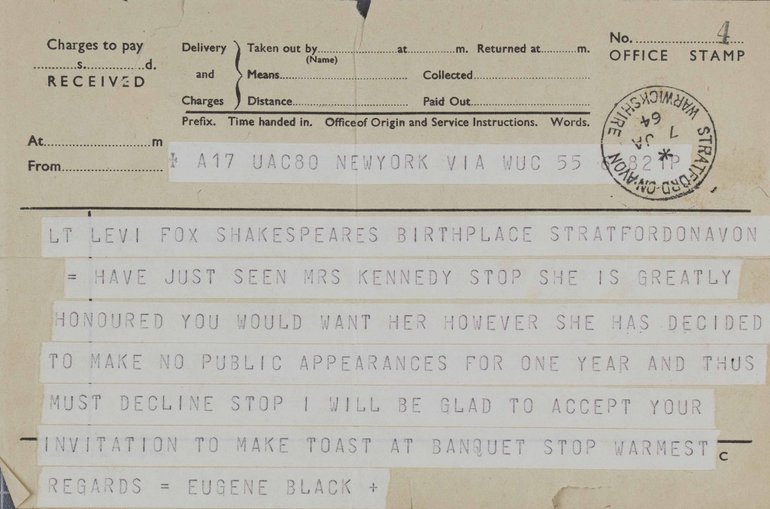 Charges to pay
s. d.
RECEIVED
Delivery and Charges
Taken out by at m. Returned at m.
(Name)
Means. Collected
Distance. Paid Out
No. 4
OFFICE STAMP
Prefix. Time handed in. Office of Origin and Service Instructions. Words.
At m
From
STRATFORD-ON-AVON WARWICKSHIRE
7 JA
64
A17 UAC80 NEWYORK VIA WUC 55
LT LEVI FOX SHAKESPEARES BIRTHPLACE STRATFORDONAVON
= HAVE JUST SEEN MRS KENNEDY STOP SHE IS GREATLY
HONOURED YOU WOULD WANT HER HOWEVER SHE HAS DECIDED
TO MAKE NO PUBLIC APPEARANCES FOR ONE YEAR AND THUS
MUST DECLINE STOP I WILL BE GLAD TO ACCEPT YOUR
INVITATION TO MAKE TOAST AT BANQUET STOP WARMEST
C
REGARDS = EUGENE BLACK +